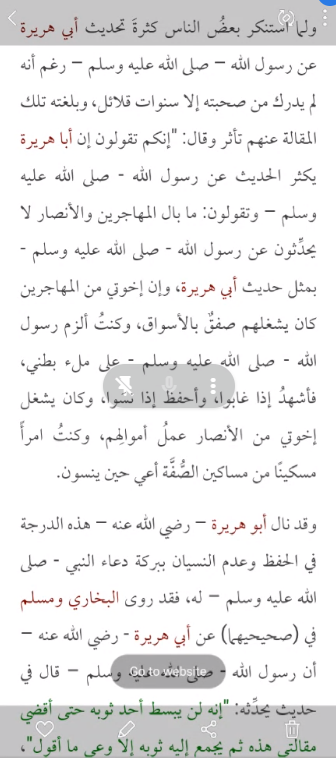 ولما استنكر بعضُ الناس كثرةَ تحديث أبي هريرة
عن رسول الله – صلى الله عليه وسلم – رغم أنه
لم يدرك من صحبته إلا سنوات قلائل، وبلغته تلك
المقالة عنهم تأثر وقال: "إنكم تقولون إن أبا هريرة
يكثر الحديث عن رسول الله - صلى الله عليه
وسلم – وتقولون: ما بال المهاجرين والأنصار لا
يحدِّثون عن رسول الله - صلى الله عليه وسلم -
بمثل حديث أبي هريرة، وإن إخوتي من المهاجرين
كان يشغلهم صفقٌ بالأسواق، وكنتُ ألزم رسول
الله - صلى الله عليه وسلم - على ملء بطني،
فأشهدُ إذا غابوا، وأحفظ إذا نسوا، وكان يشغل
إخوتي من الأنصار عملُ أموالهم، وكنتُ امرأً
مسكينًا من مساكين الصُّفَّة أعي حين ينسون.
وقد نال أبو هريرة – رضي الله عنه – هذه الدرجة
في الحفظ وعدم النسيان ببركة دعاء النبي - صلى
الله عليه وسلم – له، فقد روى البخاري ومسلم
في (صحيحيهما) عن أبي هريرة - رضي الله عنه –
أن رسول الله - صلى الله عليه وسلم – قال في
Go to website
حديث يحدِّثه: "إنه لن يبسط أحد ثوبه حتى أقضي
مقالتي هذه ثم يجمع إليه ثوبه إلا وعى ما أقول"،